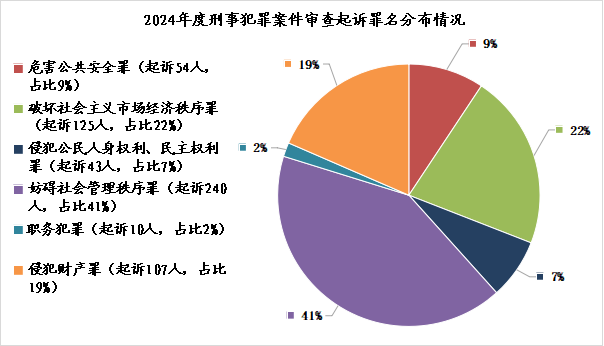 2024年度刑事犯罪案件审查起诉罪名分布情况
危害公共安全罪（起诉54人，
占比9%）
破坏社会主义市场经济秩序罪
（起诉125人，占比22%）
侵犯公民人身权利、民主权利
罪（起诉43人，占比7%）
妨碍社会管理秩序罪（起诉240
人，占比41%）
职务犯罪（起诉10人，占比2%）
侵犯财产罪（起诉107人，占比
19%）
9%
22%
7%
41%
2%
19%